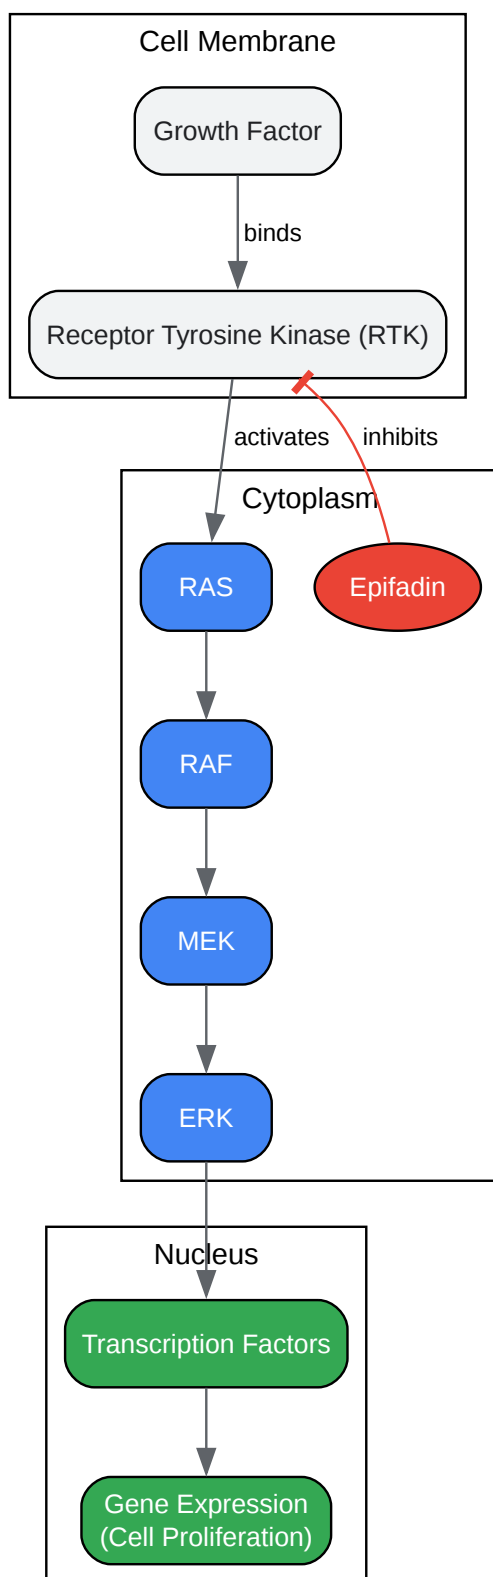 Cell Membrane
Growth Factor
binds
Receptor Tyrosine Kinase (RTK)
activates
inhibits
Cytoplasm
RAS
Epifadin
RAF
MEK
ERK
Nucleus
Transcription Factors
Gene Expression
(Cell Proliferation)